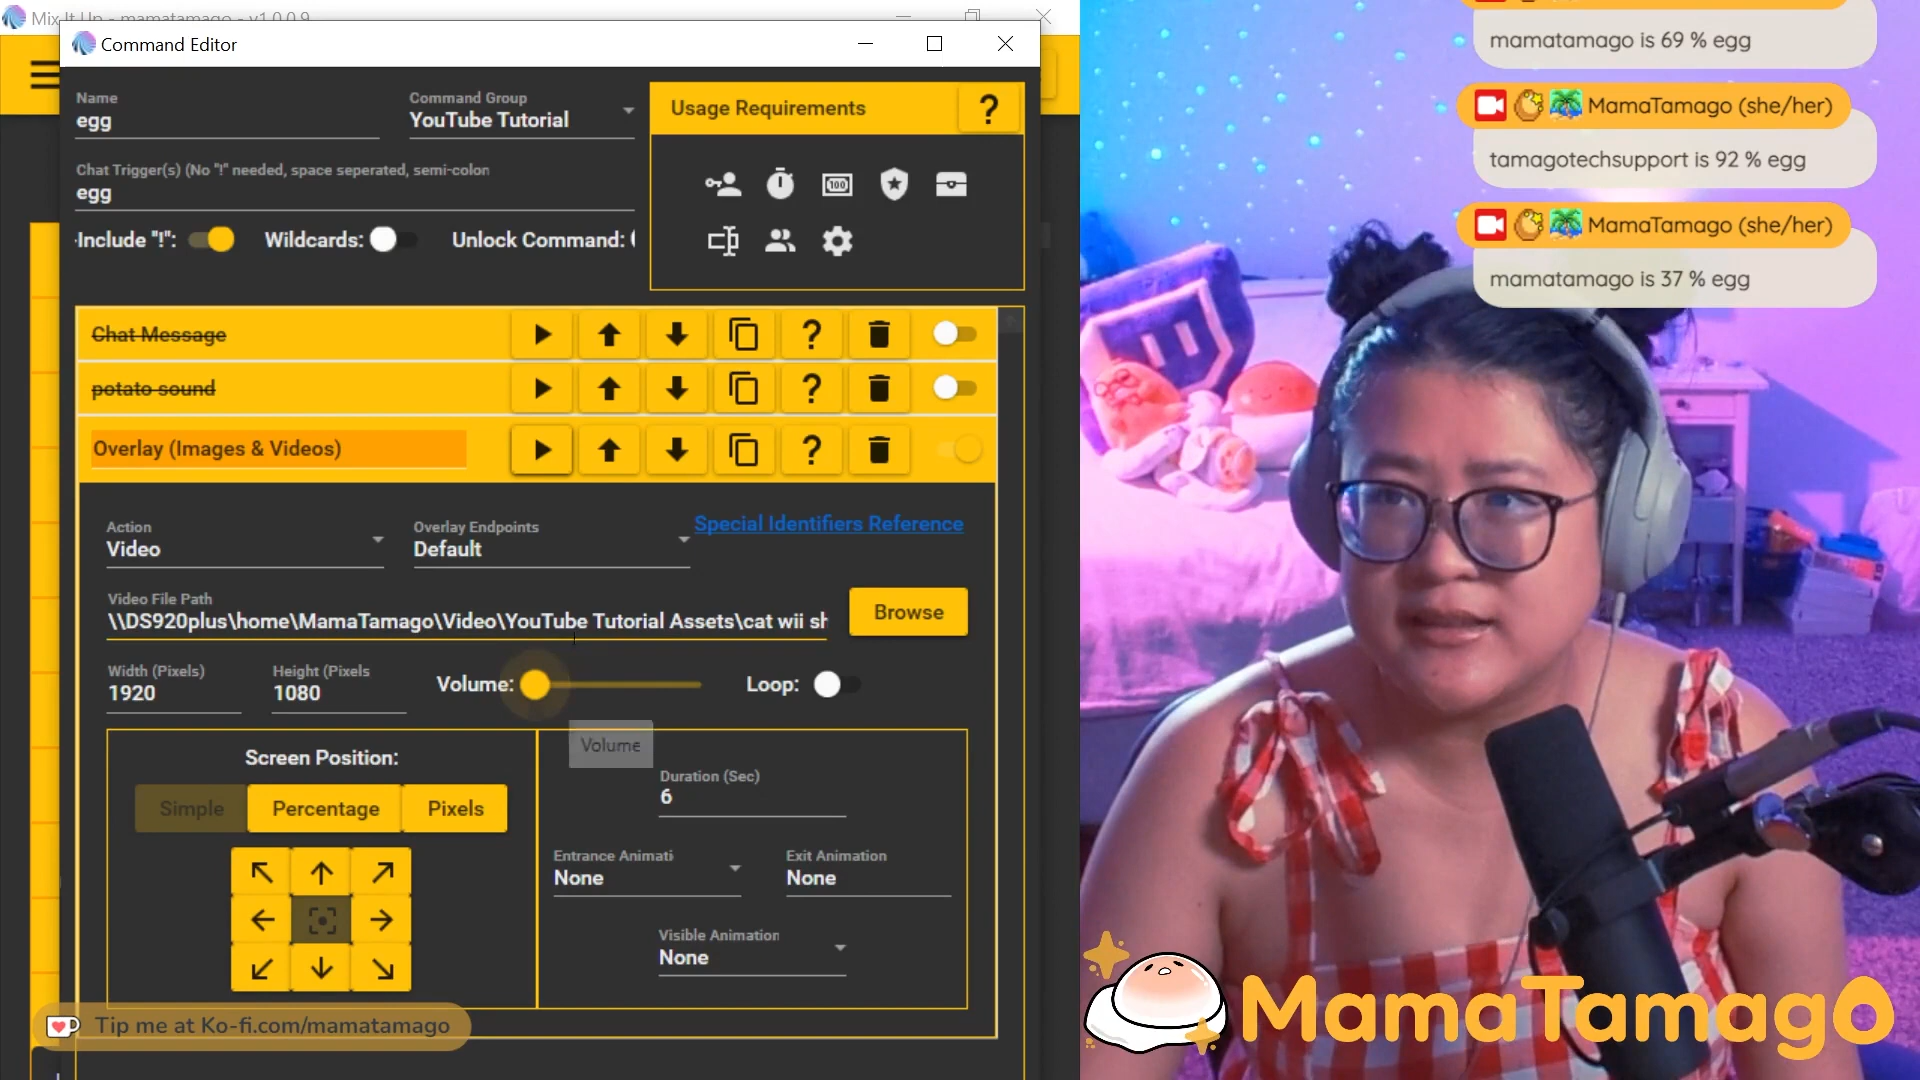 Mix It Up - mamatamago - v1.0.0.9
Command Editor
Name
egg
Command Group
YouTube Tutorial
Usage Requirements
?
Chat Trigger(s) (No "!" needed, space seperated, semi-colon
egg
Include "!":
Wildcards:
Unlock Command:
100
Chat Message
?
potato sound
?
Overlay (Images & Videos)
?
Action
Video
Overlay Endpoints
Default
Special Identifiers Reference
Video File Path
\\DS920plus\home\MamaTamago\Video\YouTube Tutorial Assets\cat wii sh
Browse
Width (Pixels)
1920
Height (Pixels
1080
Volume:
Loop:
Volume
Screen Position:
Simple
Percentage
Pixels
Duration (Sec)
6
Entrance Animati
None
Exit Animation
None
Visible Animation
None
Tip me at Ko-fi.com/mamatamago
mamatamago is 69 % egg
MamaTamago (she/her)
tamagotechsupport is 92 % egg
MamaTamago (she/her)
mamatamago is 37 % egg
MamaTamago